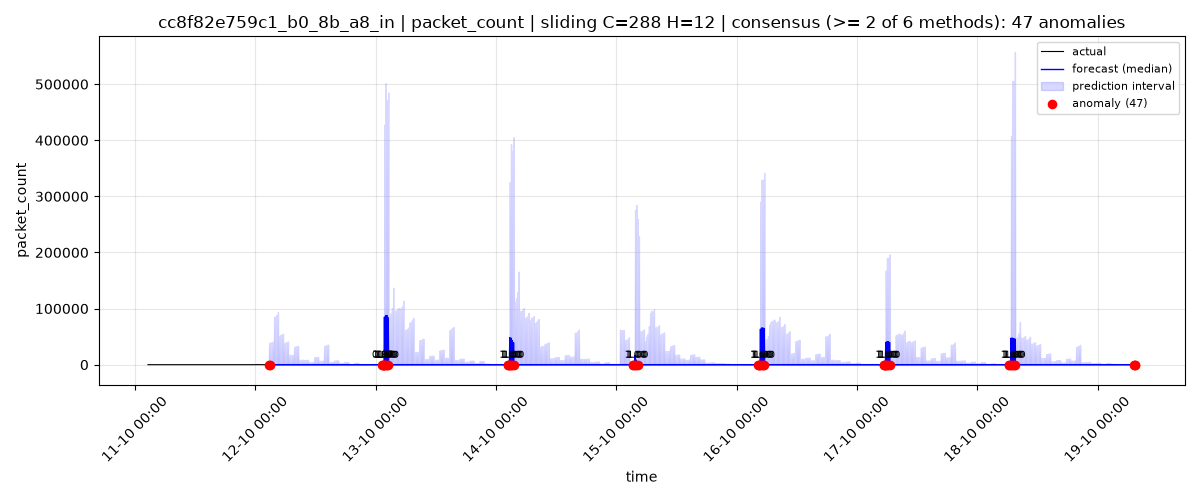 cc8f82e759c1_b0_8b_a8_in | packet_count | sliding C=288 H=12 | consensus (>= 2 of 6 methods): 47 anomalies
actual
forecast (median)
prediction interval
anomaly (47)
packet_count
500000
400000
300000
200000
100000
0
11-10 00:00
12-10 00:00
13-10 00:00
14-10 00:00
15-10 00:00
16-10 00:00
17-10 00:00
18-10 00:00
19-10 00:00
time